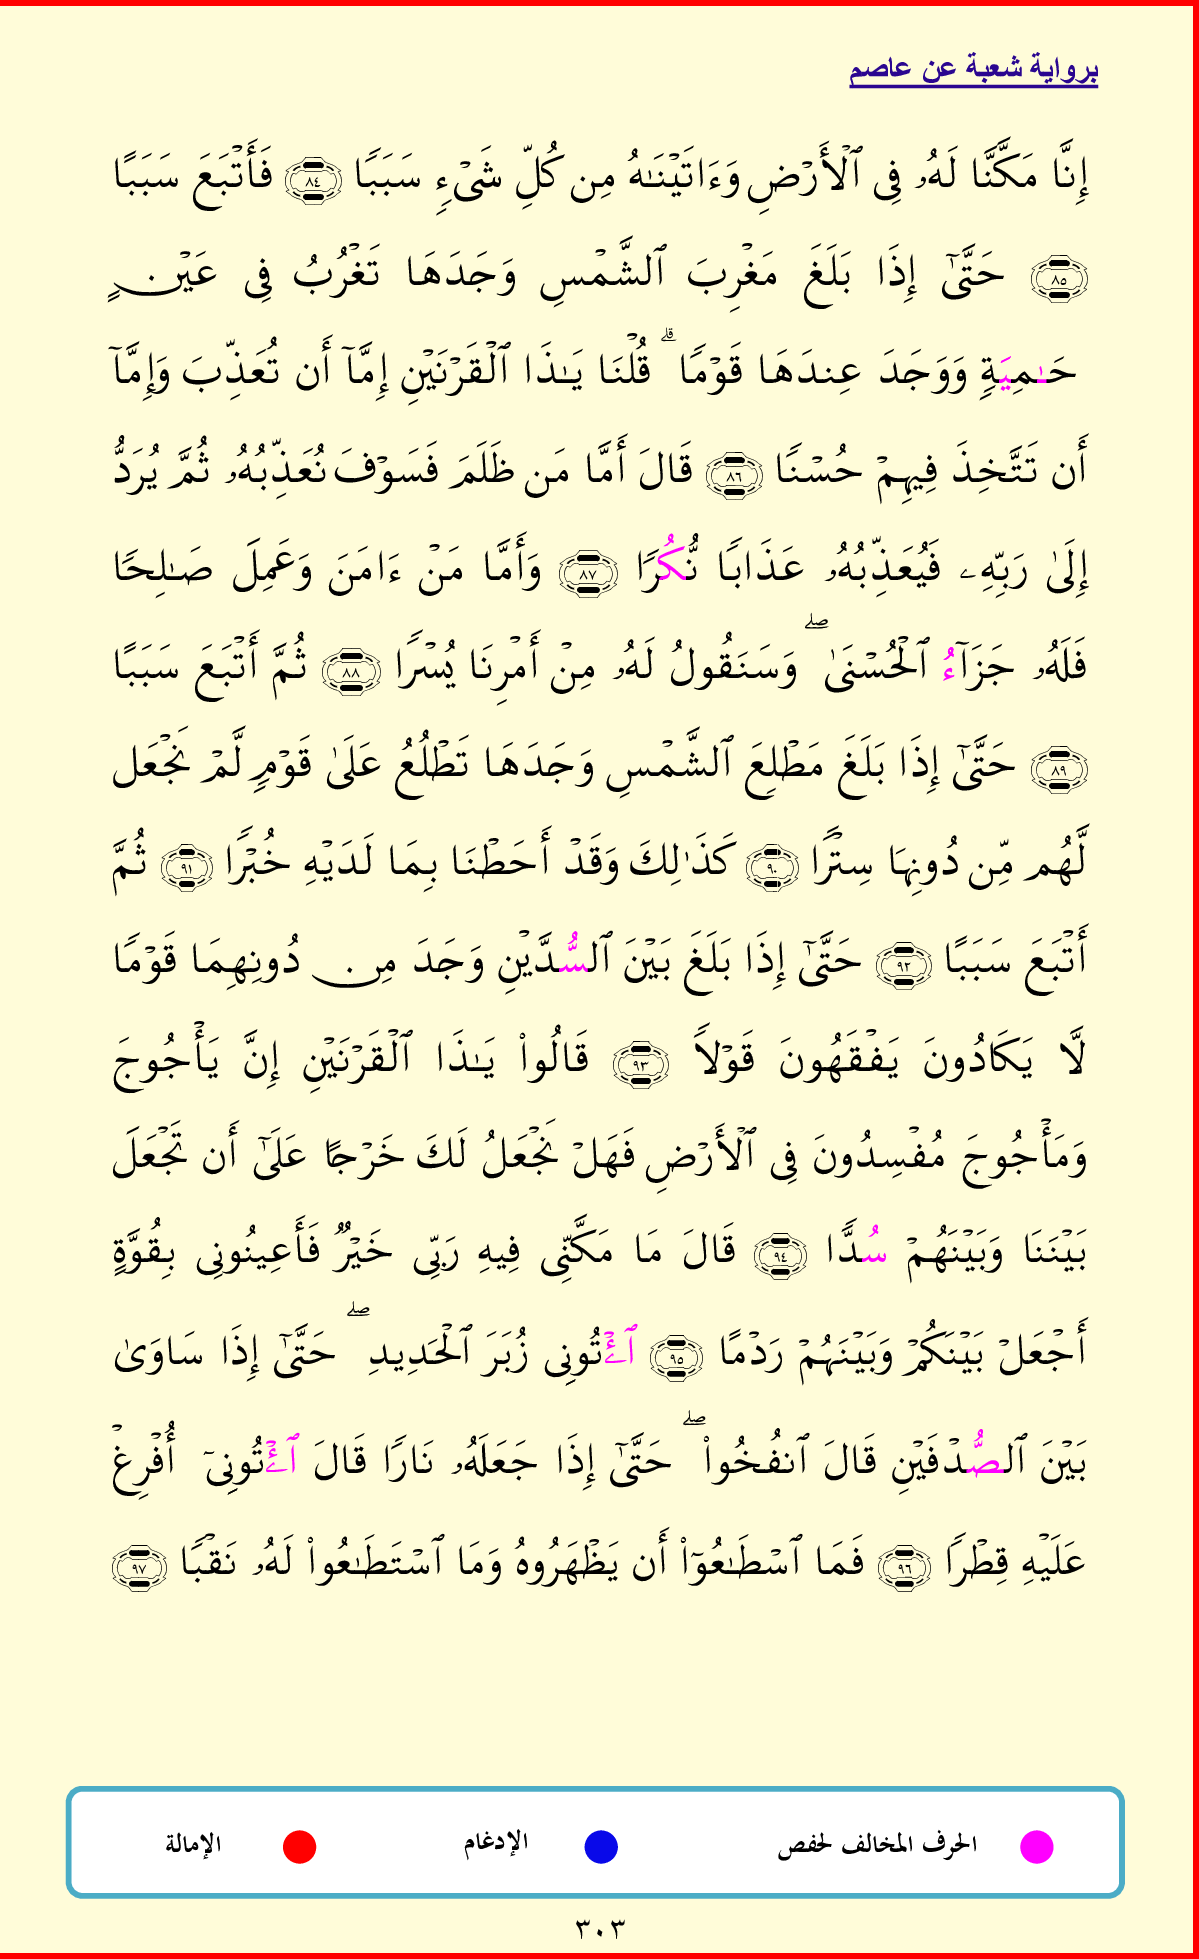 برواية شعبة عن عاصم
إِنَّا مَكَّنَّا لَهُۥ فِى ٱلْأَرْضِ وَءَاتَيْنَـٰهُ مِن كُلِّ شَىْءٍ سَبَبًا ٨٤ فَأَتْبَعَ سَبَبًا
٨٥ حَتَّىٰٓ إِذَا بَلَغَ مَغْرِبَ ٱلشَّمْسِ وَجَدَهَا تَغْرُبُ فِى عَيْنٍ
حَـٰمِيَةٍ وَوَجَدَ عِندَهَا قَوْمًا ۗ قُلْنَا يَـٰذَا ٱلْقَرْنَيْنِ إِمَّآ أَن تُعَذِّبَ وَإِمَّآ
أَن تَتَّخِذَ فِيهِمْ حُسْنًا ٨٦ قَالَ أَمَّا مَن ظَلَمَ فَسَوْفَ نُعَذِّبُهُۥ ثُمَّ يُرَدُّ
إِلَىٰ رَبِّهِۦ فَيُعَذِّبُهُۥ عَذَابًا نُّكُرًا ٨٧ وَأَمَّا مَنْ ءَامَنَ وَعَمِلَ صَـٰلِحًا
فَلَهُۥ جَزَآءُ ٱلْحُسْنَىٰ ۖ وَسَنَقُولُ لَهُۥ مِنْ أَمْرِنَا يُسْرًا ٨٨ ثُمَّ أَتْبَعَ سَبَبًا
٨٩ حَتَّىٰٓ إِذَا بَلَغَ مَطْلِعَ ٱلشَّمْسِ وَجَدَهَا تَطْلُعُ عَلَىٰ قَوْمٍ لَّمْ نَجْعَل
لَّهُم مِّن دُونِهَا سِتْرًا ٩٠ كَذَٰلِكَ وَقَدْ أَحَطْنَا بِمَا لَدَيْهِ خُبْرًا ٩١ ثُمَّ
أَتْبَعَ سَبَبًا ٩٢ حَتَّىٰٓ إِذَا بَلَغَ بَيْنَ ٱلسُّدَّيْنِ وَجَدَ مِن دُونِهِمَا قَوْمًا
لَّا يَكَادُونَ يَفْقَهُونَ قَوْلًا ٩٣ قَالُوا۟ يَـٰذَا ٱلْقَرْنَيْنِ إِنَّ يَأْجُوجَ
وَمَأْجُوجَ مُفْسِدُونَ فِى ٱلْأَرْضِ فَهَلْ نَجْعَلُ لَكَ خَرْجًا عَلَىٰٓ أَن تَجْعَلَ
بَيْنَنَا وَبَيْنَهُمْ سُدًّا ٩٤ قَالَ مَا مَكَّنِّى فِيهِ رَبِّى خَيْرٌ فَأَعِينُونِى بِقُوَّةٍ
أَجْعَلْ بَيْنَكُمْ وَبَيْنَهُمْ رَدْمًا ٩٥ ٱئْتُونِى زُبَرَ ٱلْحَدِيدِ ۖ حَتَّىٰٓ إِذَا سَاوَىٰ
بَيْنَ ٱلصُّدْفَيْنِ قَالَ ٱنفُخُوا۟ ۖ حَتَّىٰٓ إِذَا جَعَلَهُۥ نَارًا قَالَ ٱئْتُونِىٓ أُفْرِغْ
عَلَيْهِ قِطْرًا ٩٦ فَمَا ٱسْطَـٰعُوٓا۟ أَن يَظْهَرُوهُ وَمَا ٱسْتَطَـٰعُوا۟ لَهُۥ نَقْبًا ٩٧
الحرف المخالف لحفص الإدغام الإمالة
٣٠٣